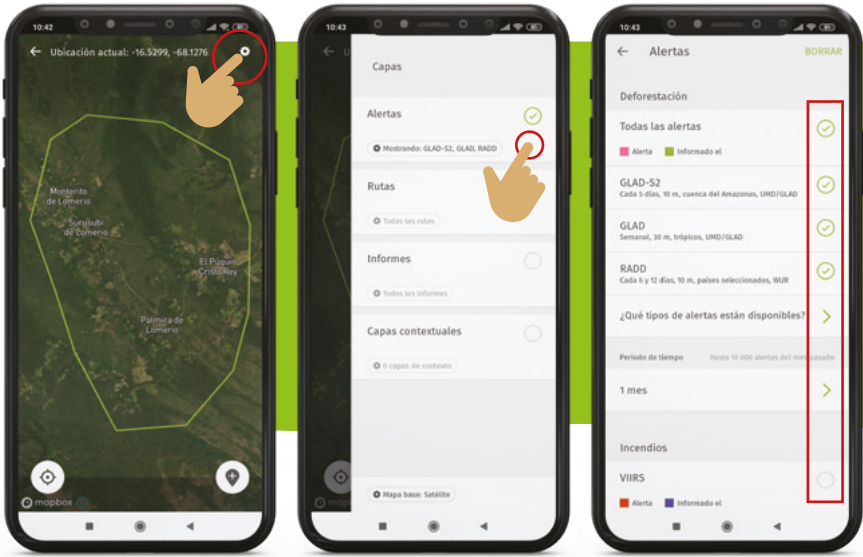 10:42
Ubicación actual: -16.5299, -68.1276
Monterito
de Lomerio
Surusubi
de Lomerio
El Puquio
Cristo Rey
Palmira de
Lomerio
mapbox
10:43
Capas
Alertas
Mostrando: GLAD-S2, GLAD, RADD
Rutas
Todas las rutas
Informes
Todos los informes
Capas contextuales
0 capas de contexto
Mapa base: Satélite
10:43
Alertas
BORRAR
Deforestación
Todas las alertas
Alerta Informado el
GLAD-S2
Cada 5 días, 10 m, cuenca del Amazonas, UMD/GLAD
GLAD
Semanal, 30 m, trópicos, UMD/GLAD
RADD
Cada 6 y 12 días, 10 m, países seleccionados, WUR
¿Qué tipos de alertas están disponibles?
Periodo de tiempo Hasta 10 000 alertas del mes pasado
1 mes
Incendios
VIIRS
Alerta Informado el